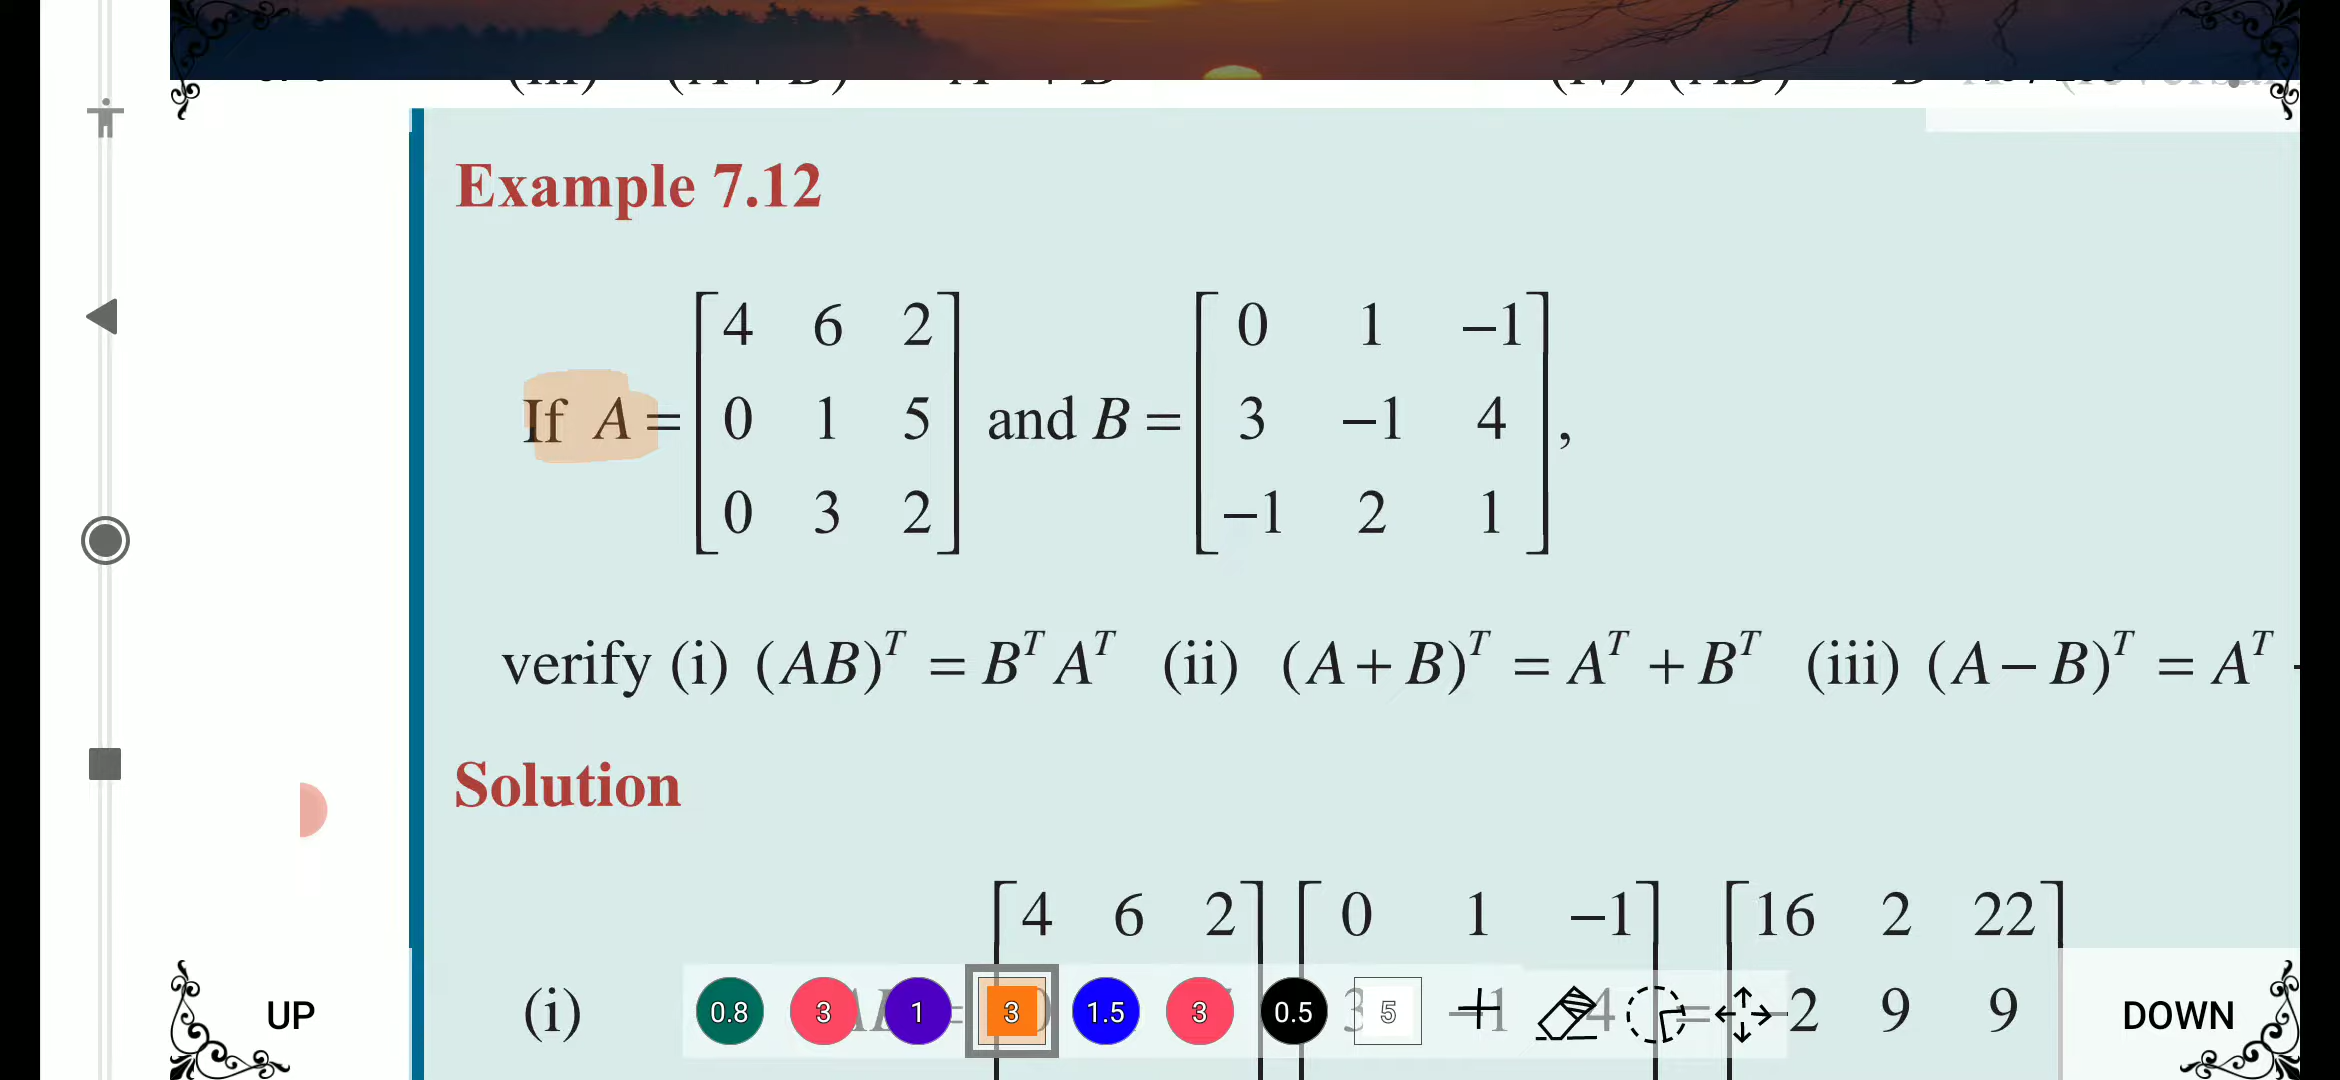 Example 7.12
If A = [4 6 2; 0 1 5; 0 3 2] and B = [0 1 −1; 3 −1 4; −1 2 1],
verify (i) (AB)^T = B^T A^T (ii) (A + B)^T = A^T + B^T (iii) (A − B)^T = A^T -
Solution
4 6 2 0 1 −1 16 2 22
(i) = −2 9 9
UP 0.8 3 1 3 1.5 3 0.5 5 DOWN